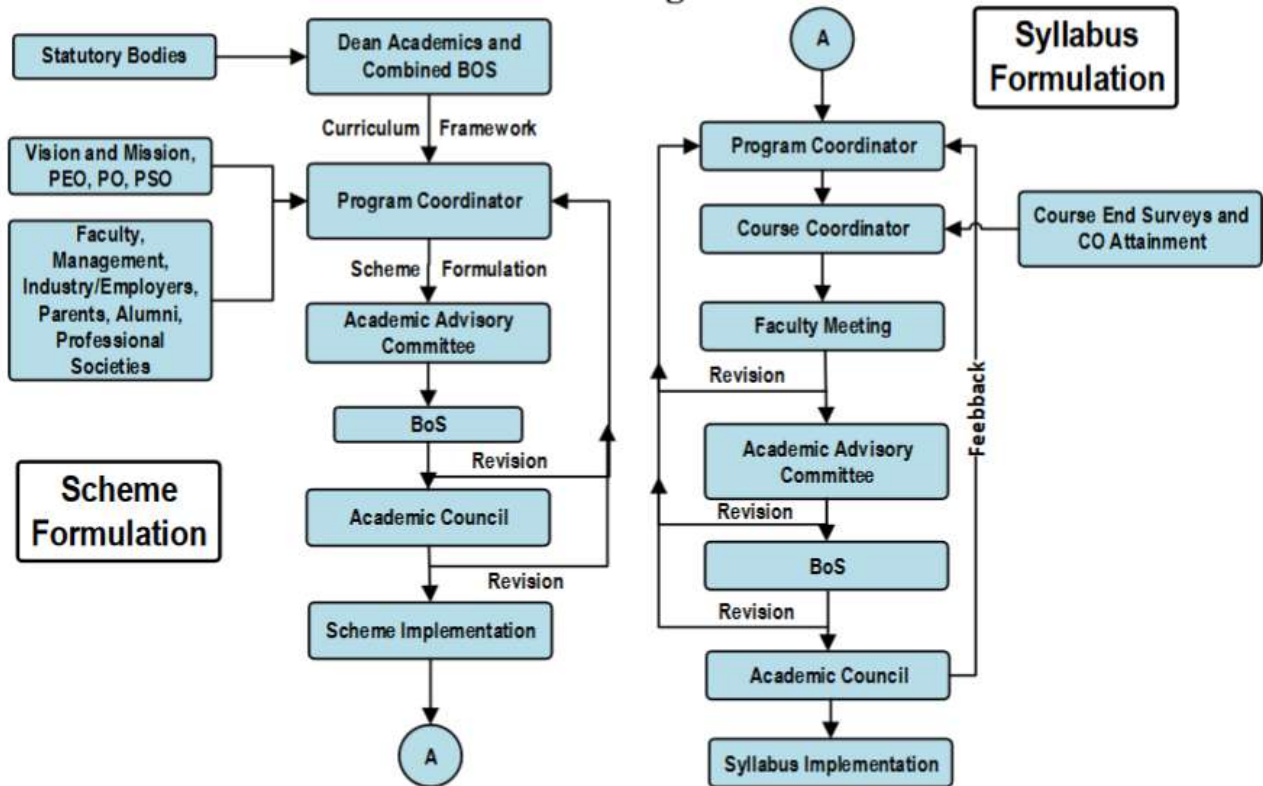 Statutory Bodies
Dean Academics and
Combined BOS
Curriculum Framework
Vision and Mission,
PEO, PO, PSO
Program Coordinator
Faculty,
Management,
Industry/Employers,
Parents, Alumni,
Professional
Societies
Scheme Formulation
Academic Advisory
Committee
BoS
Revision
Scheme
Formulation
Academic Council
Revision
Scheme Implementation
A
A
Syllabus
Formulation
Program Coordinator
Course Coordinator
Course End Surveys and
CO Attainment
Faculty Meeting
Revision
Feebback
Academic Advisory
Committee
Revision
BoS
Revision
Academic Council
Syllabus Implementation